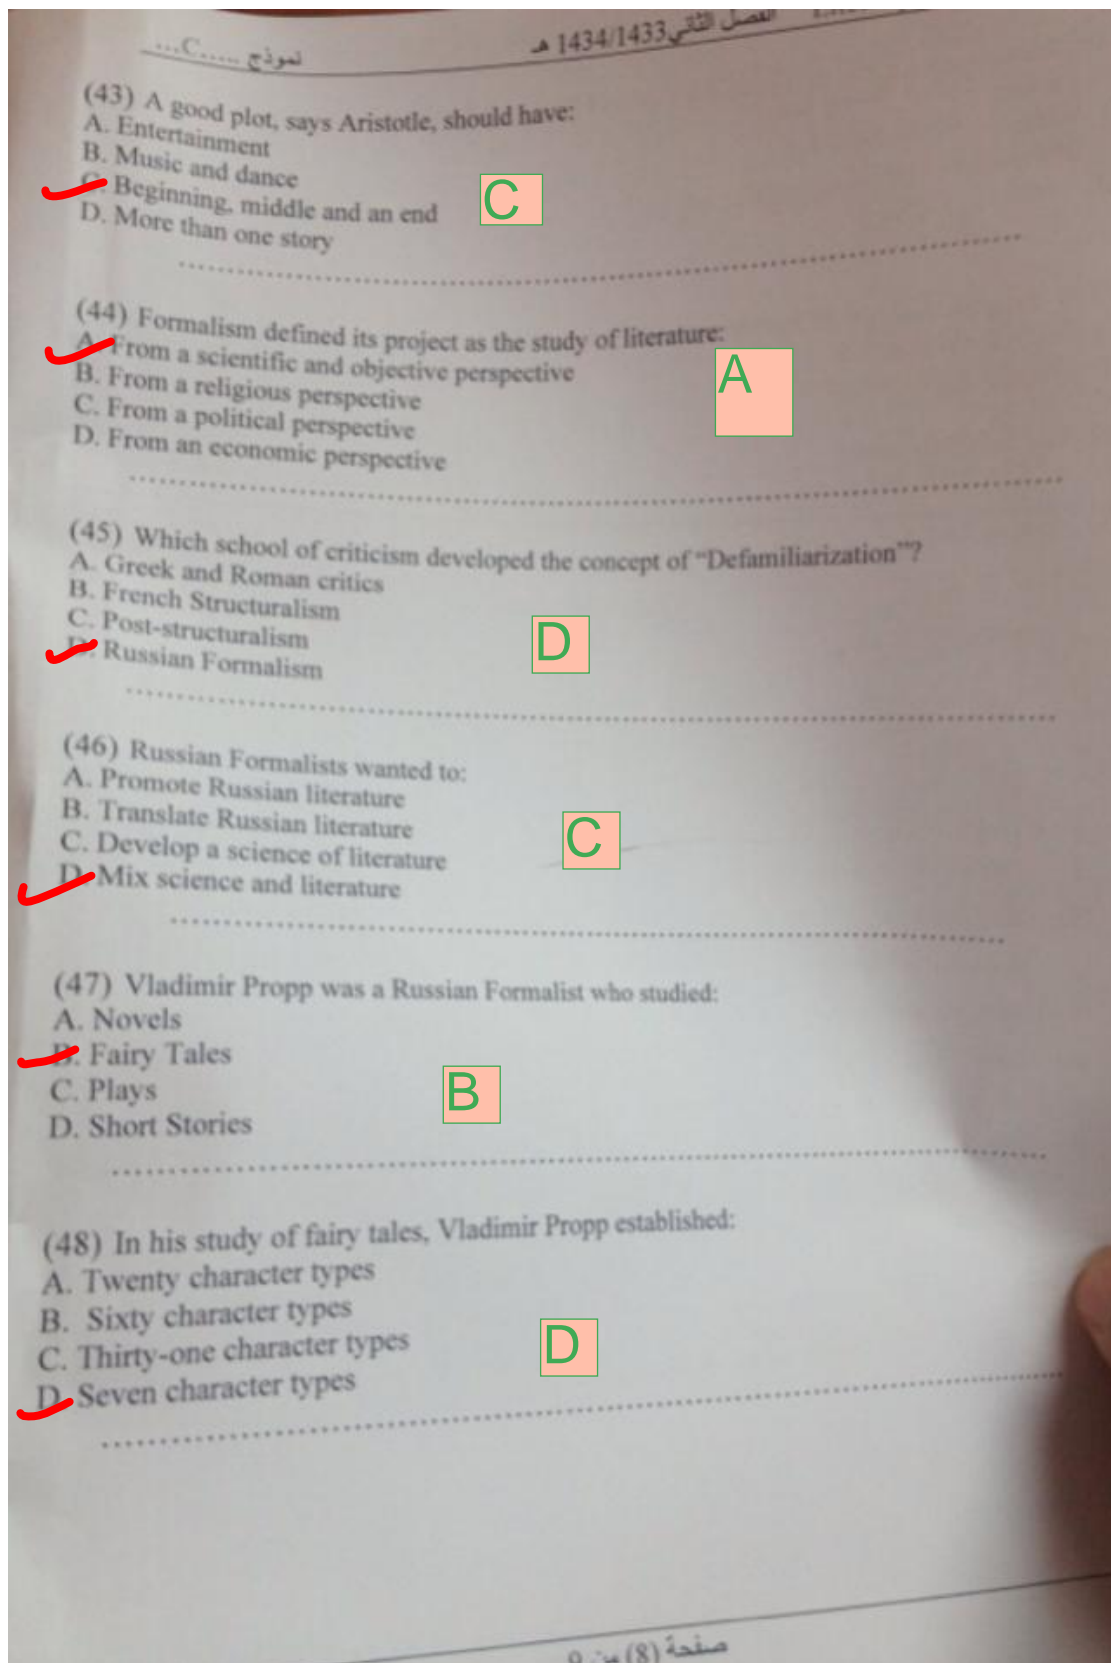 نموذج .....C...
الفصل الثاني 1434/1433 هـ
(43) A good plot, says Aristotle, should have:
A. Entertainment
B. Music and dance
C. Beginning, middle and an end
C
D. More than one story
(44) Formalism defined its project as the study of literature:
A. From a scientific and objective perspective
A
B. From a religious perspective
C. From a political perspective
D. From an economic perspective
(45) Which school of criticism developed the concept of “Defamiliarization”?
A. Greek and Roman critics
B. French Structuralism
C. Post-structuralism
D. Russian Formalism
D
(46) Russian Formalists wanted to:
A. Promote Russian literature
B. Translate Russian literature
C. Develop a science of literature
C
D. Mix science and literature
(47) Vladimir Propp was a Russian Formalist who studied:
A. Novels
B. Fairy Tales
C. Plays
B
D. Short Stories
(48) In his study of fairy tales, Vladimir Propp established:
A. Twenty character types
B. Sixty character types
C. Thirty-one character types
D
D. Seven character types
صفحة (8) من 9